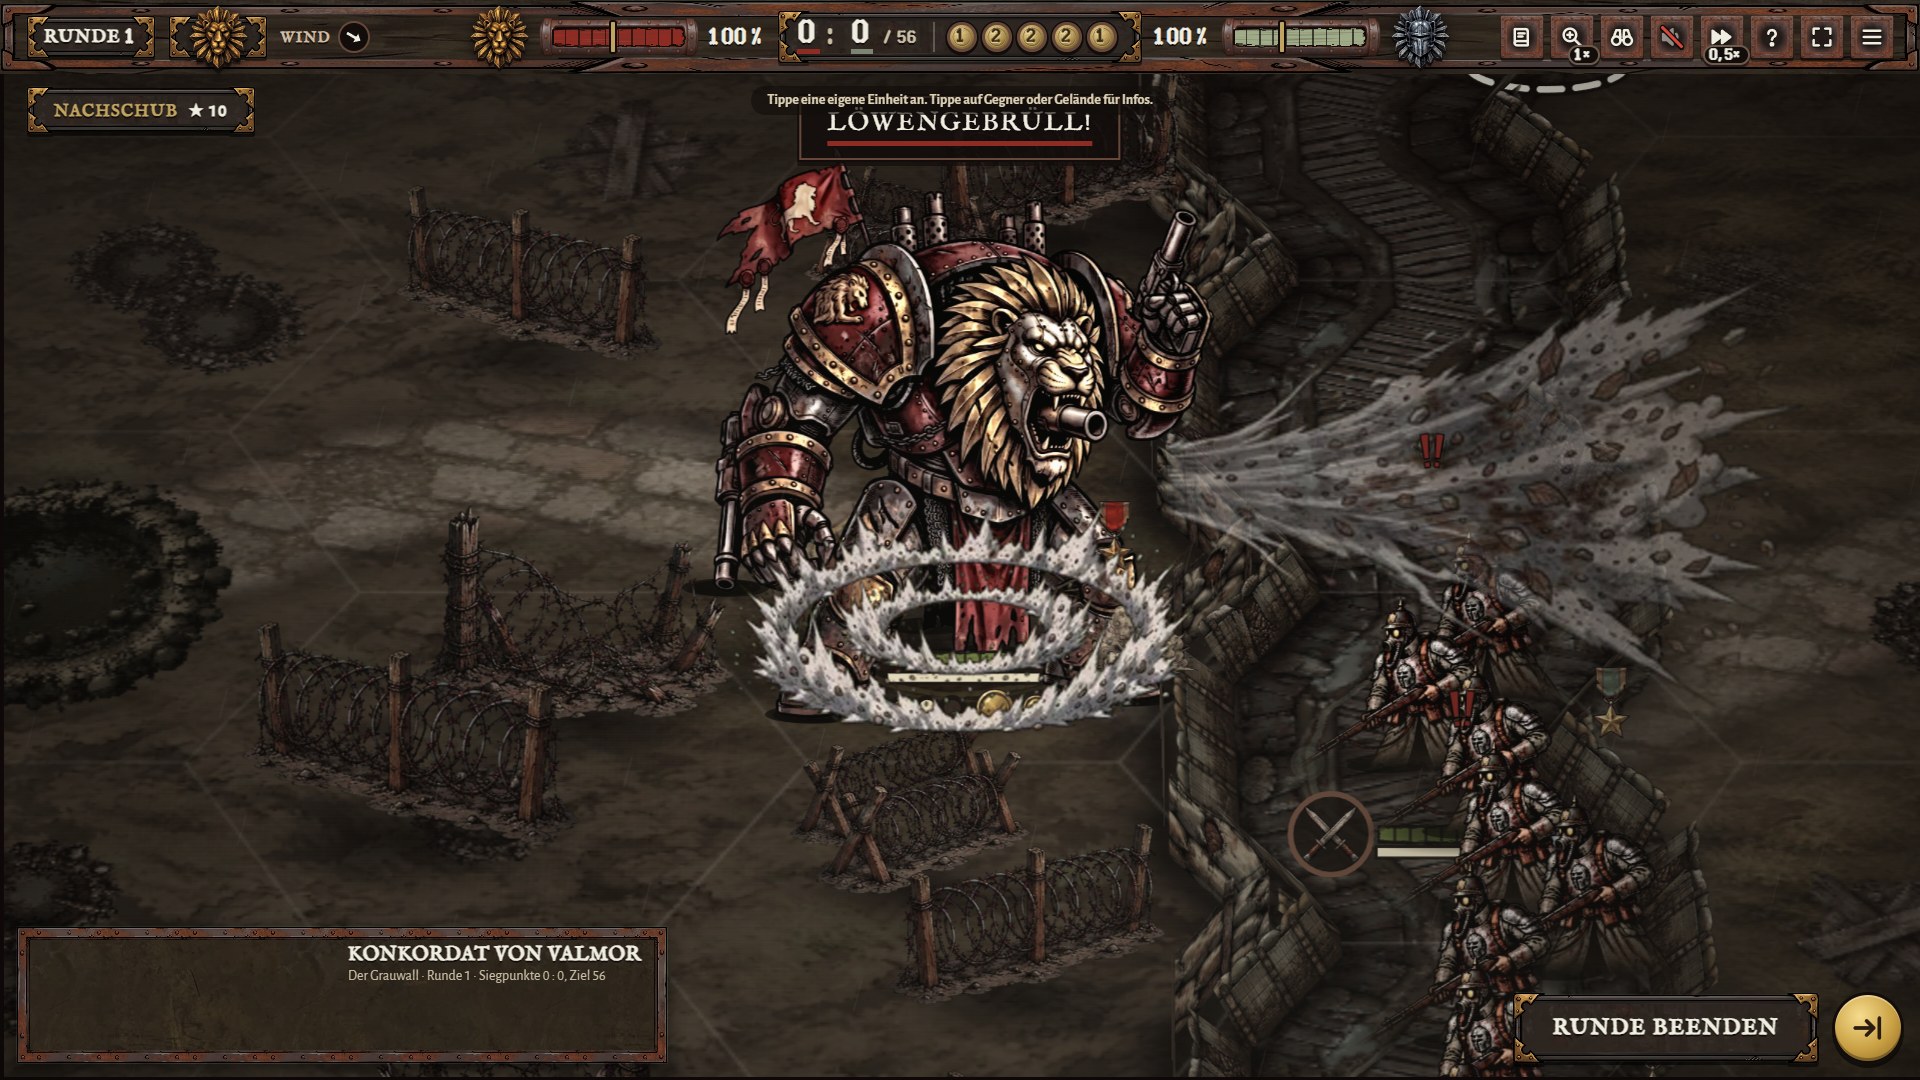 RUNDE 1
WIND
100%
0 : 0 / 56
1 2 2 2 1
100%
1×
0,5×
?
NACHSCHUB ★ 10
Tippe eine eigene Einheit an. Tippe auf Gegner oder Gelände für Infos.
LÖWENGEBRÜLL!
!!
!!
KONKORDAT VON VALMOR
Der Grauwall · Runde 1 · Siegpunkte 0 : 0, Ziel 56
RUNDE BEENDEN